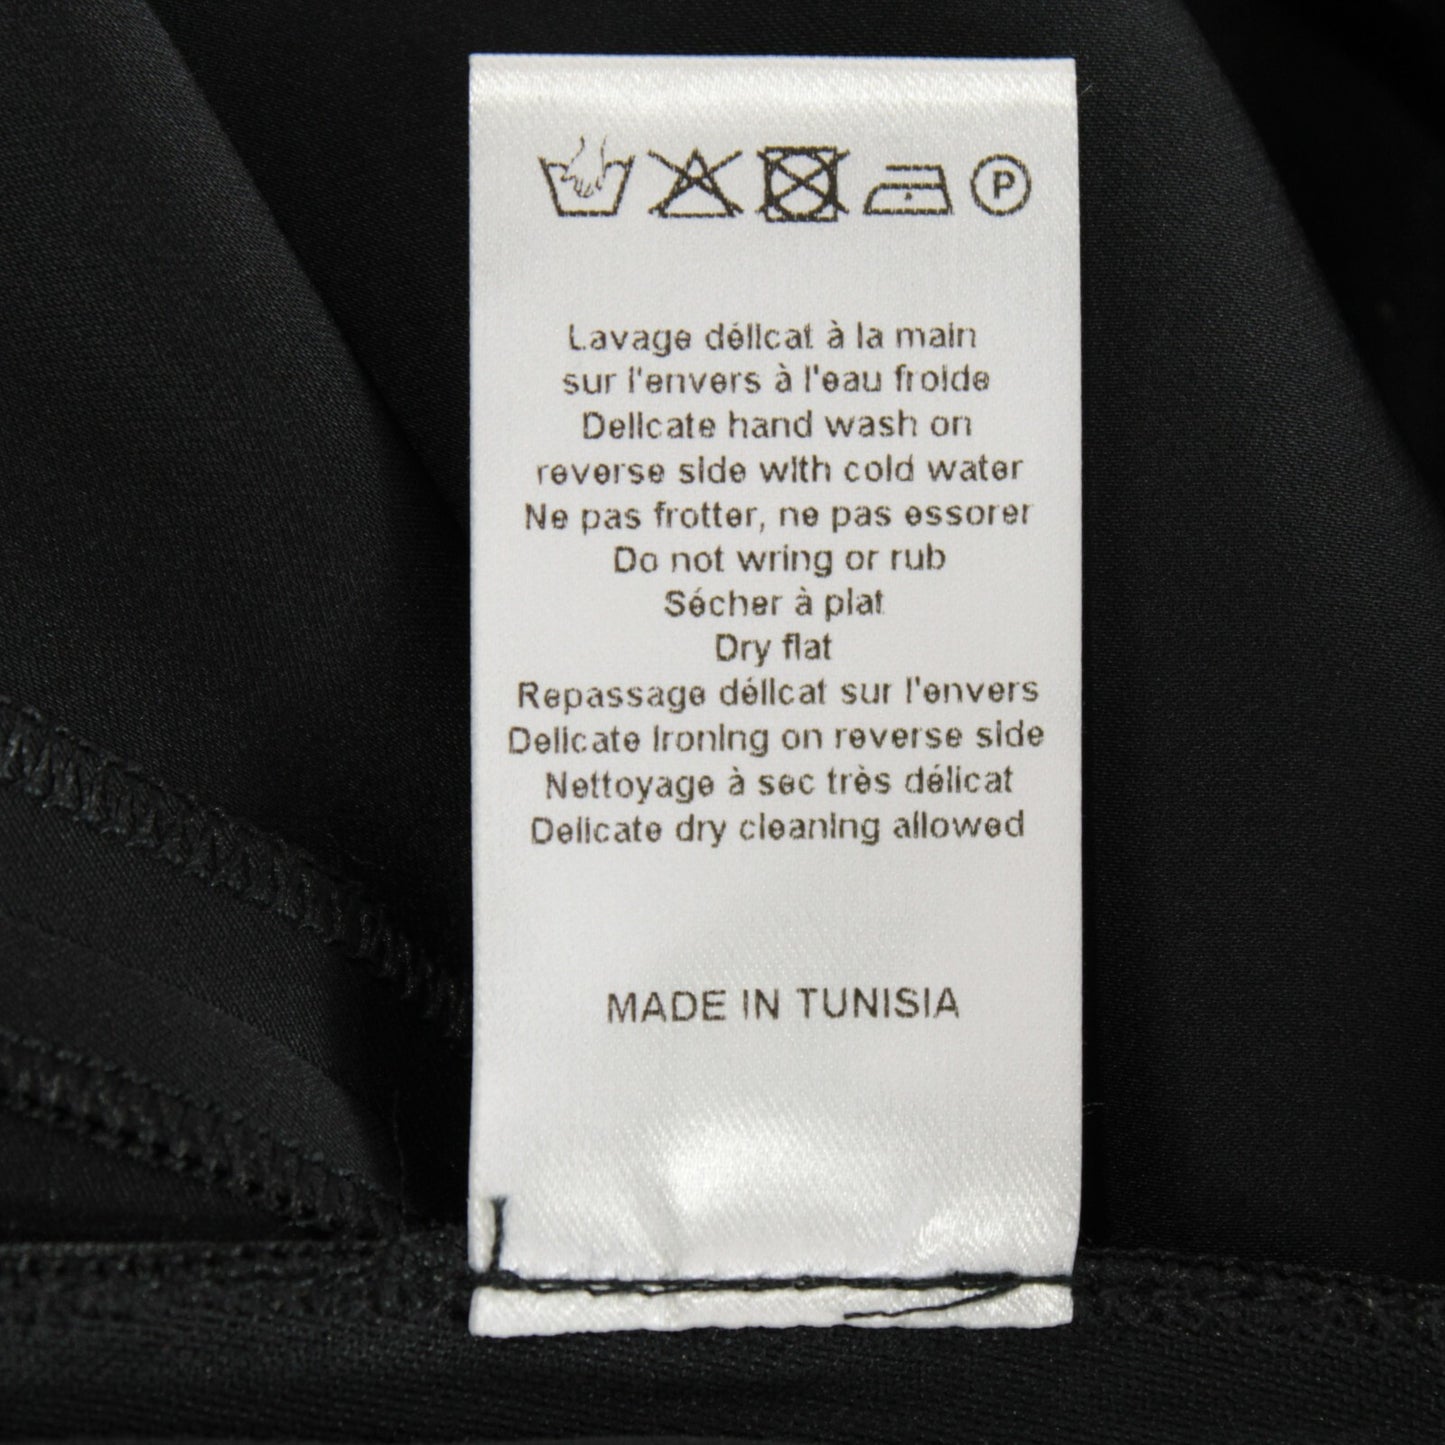 P
Lavage délicat à la main
sur l'envers à l'eau froide
Delicate hand wash on
reverse side with cold water
Ne pas frotter, ne pas essorer
Do not wring or rub
Sécher à plat
Dry flat
Repassage délicat sur l'envers
Delicate ironing on reverse side
Nettoyage à sec très délicat
Delicate dry cleaning allowed
MADE IN TUNISIA